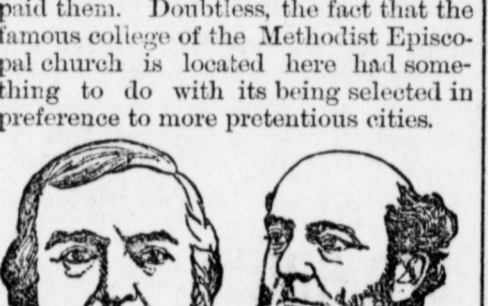 paid them. Doubtless, the fact that the
famous college of the Methodist Episco-
pal church is located here had some-
thing to do with its being selected in
preference to more pretentious cities.